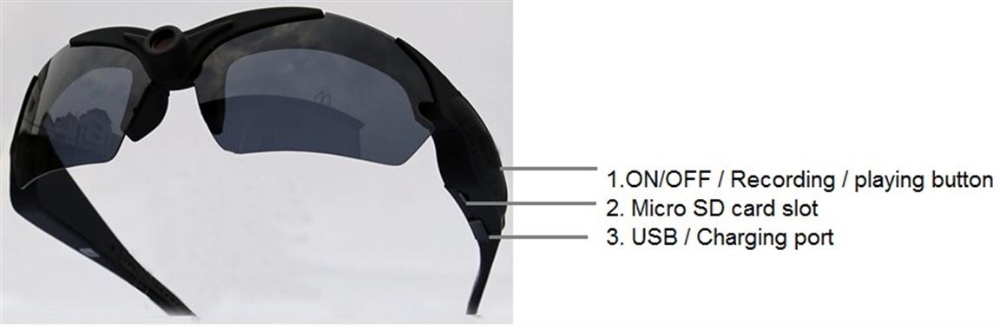 1.ON/OFF / Recording / playing button
2. Micro SD card slot
3. USB / Charging port